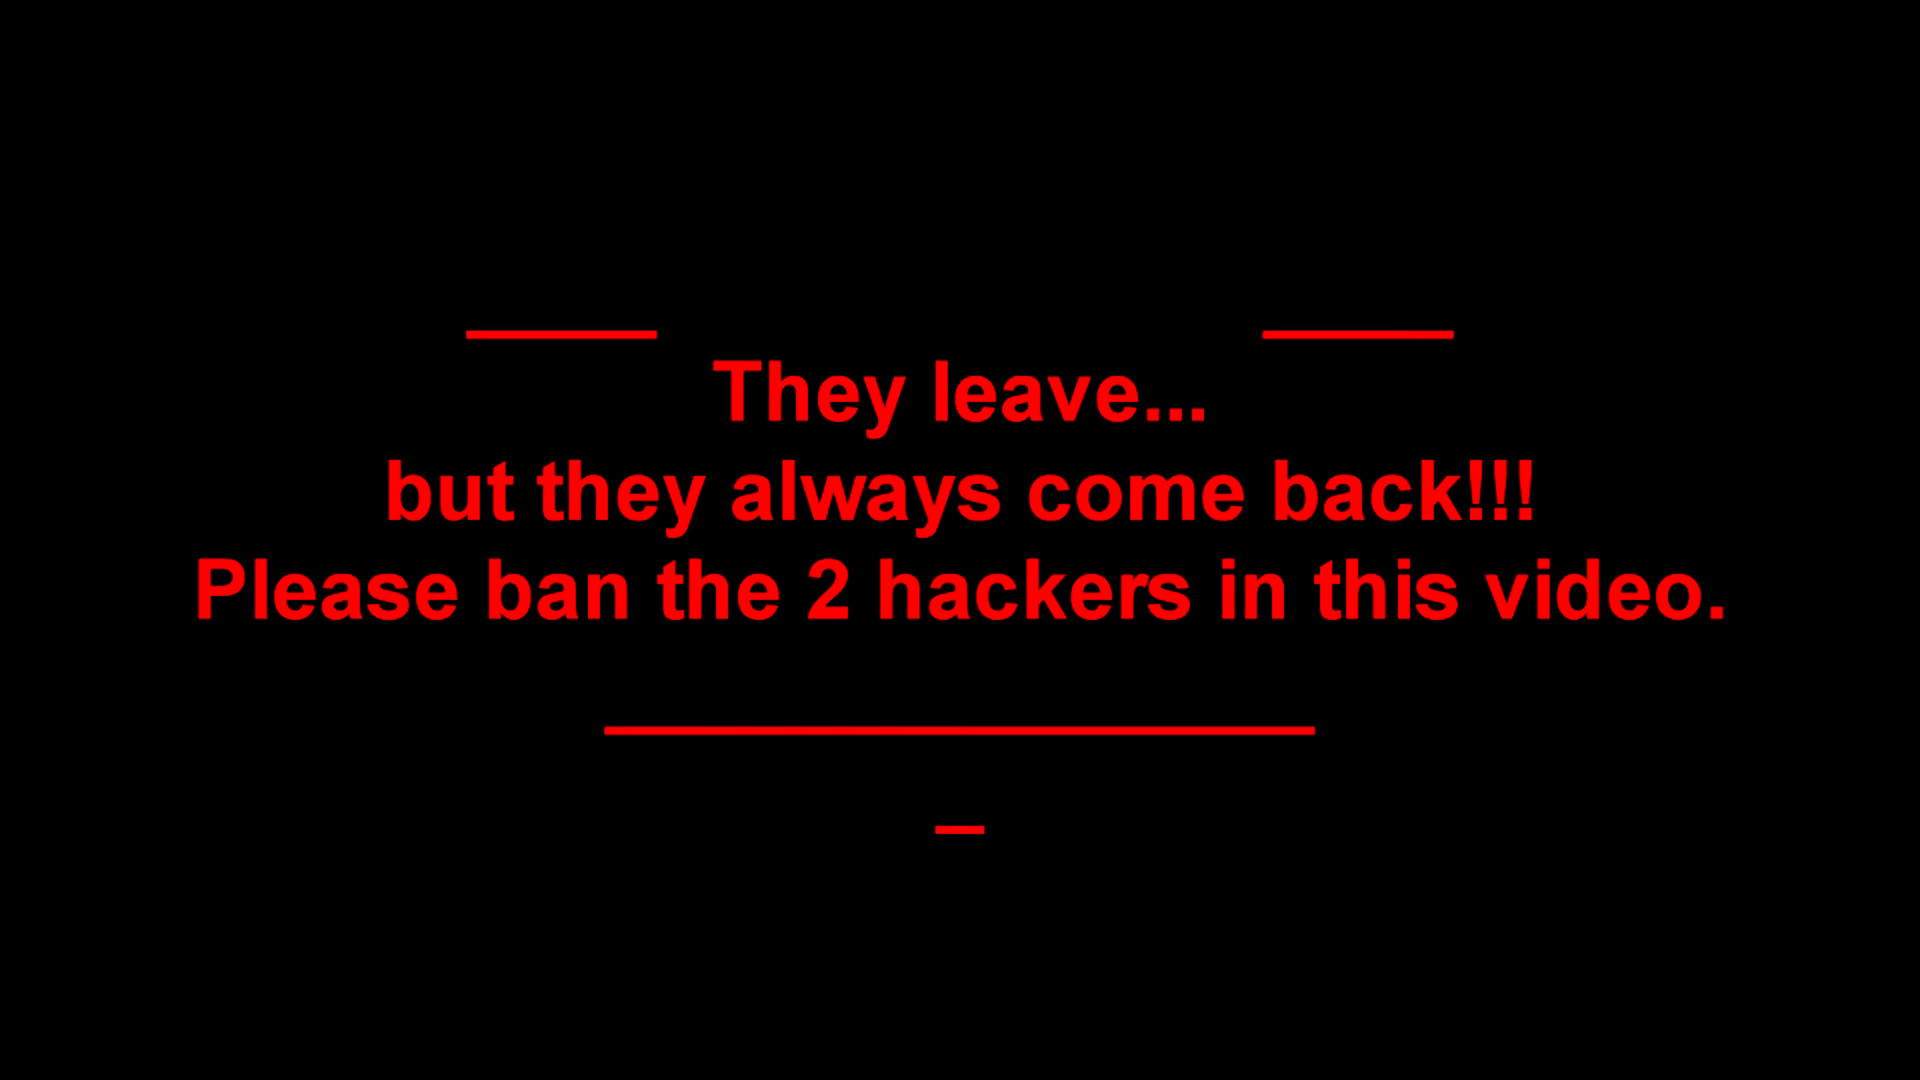 They leave...
but they always come back!!!
Please ban the 2 hackers in this video.